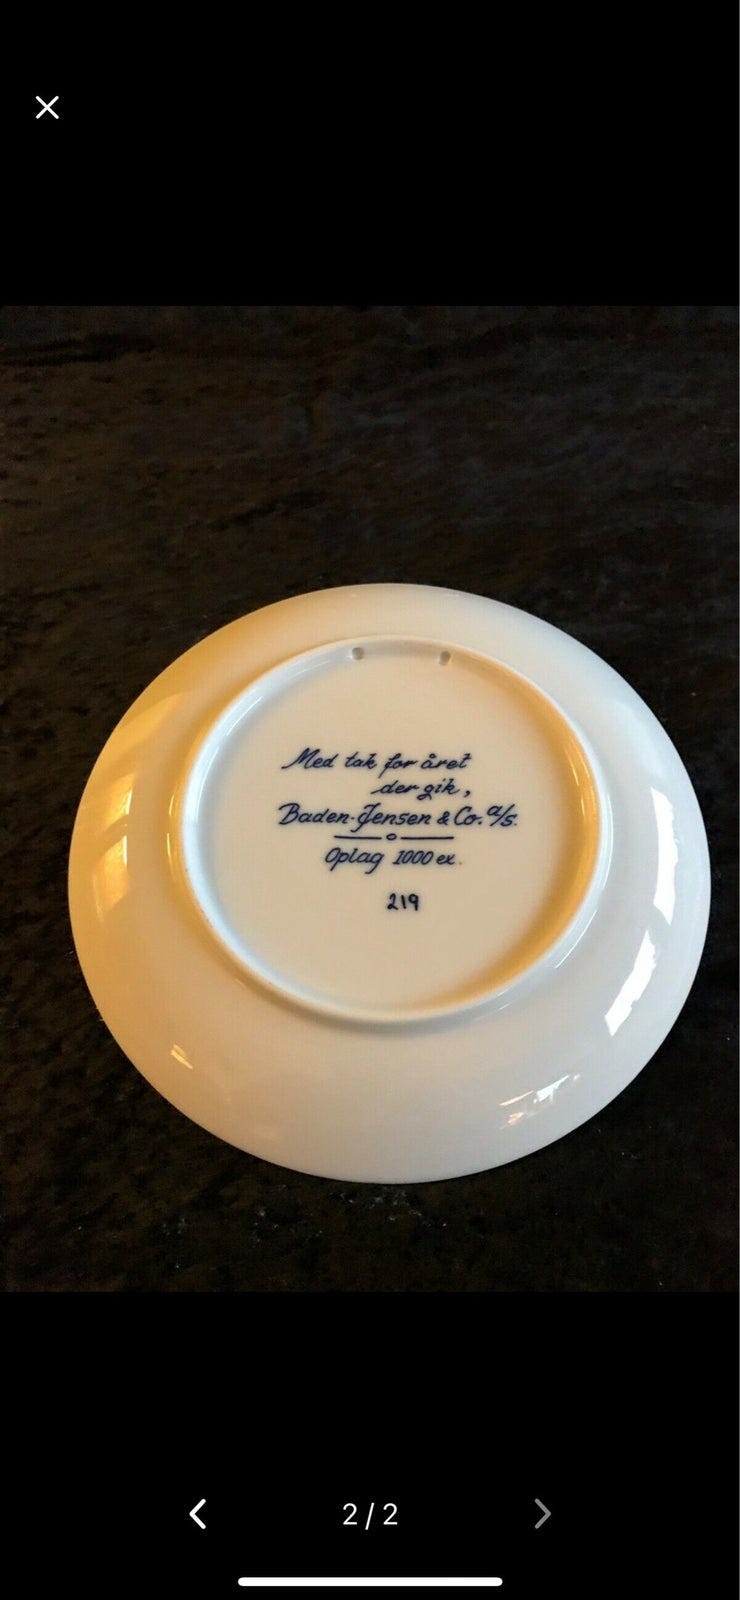 Med tak for året
der gik,
Baden-Jensen & Co. a/s.
Oplag 1000 ex.
219
2 / 2